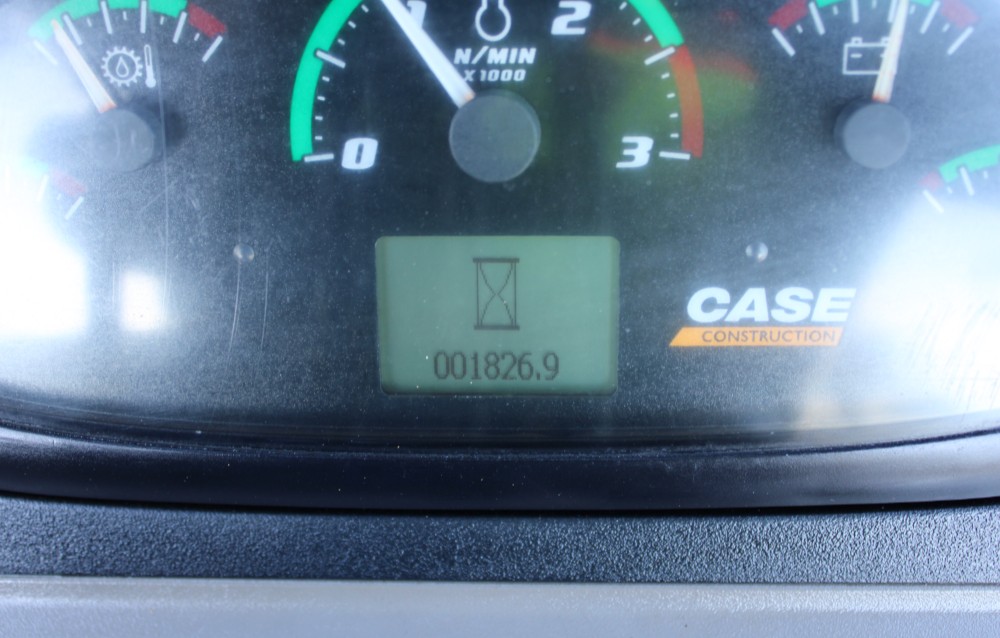 1
2
N/MIN
X1000
0
3
CASE
CONSTRUCTION
001826.9